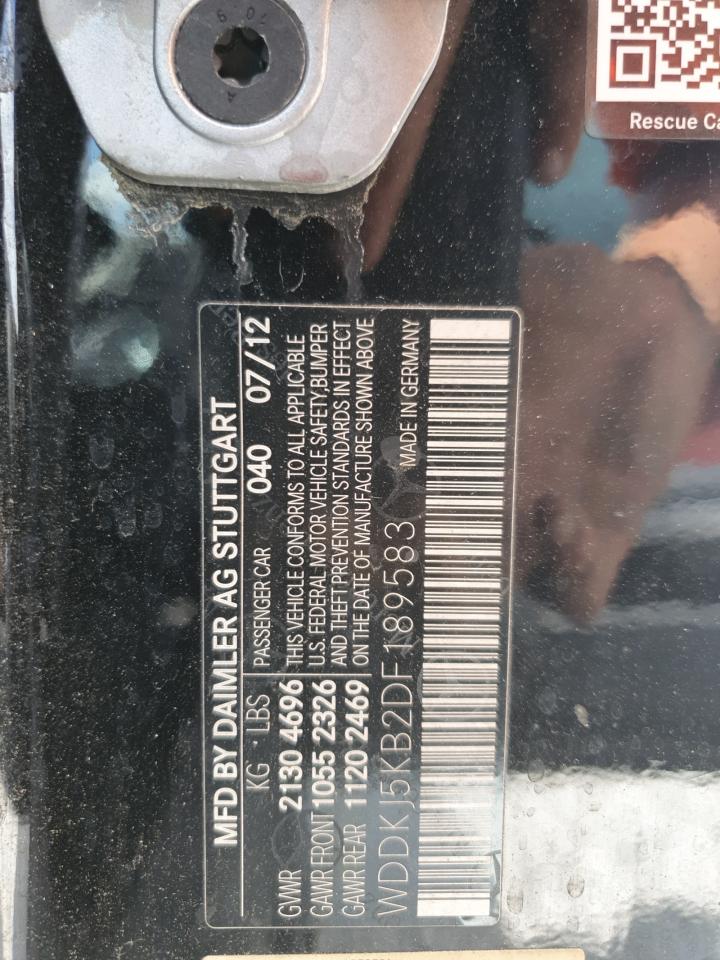 Rescue Ca
MFD BY DAIMLER AG STUTTGART
KG LBS PASSENGER CAR 040 07/12
GVWR 2130 4696 THIS VEHICLE CONFORMS TO ALL APPLICABLE
GAWR FRONT 1055 2326 U.S. FEDERAL MOTOR VEHICLE SAFETY,BUMPER
GAWR REAR 1120 2469 AND THEFT PREVENTION STANDARDS IN EFFECT
ON THE DATE OF MANUFACTURE SHOWN ABOVE
WDDKJ5KB2DF189583 MADE IN GERMANY